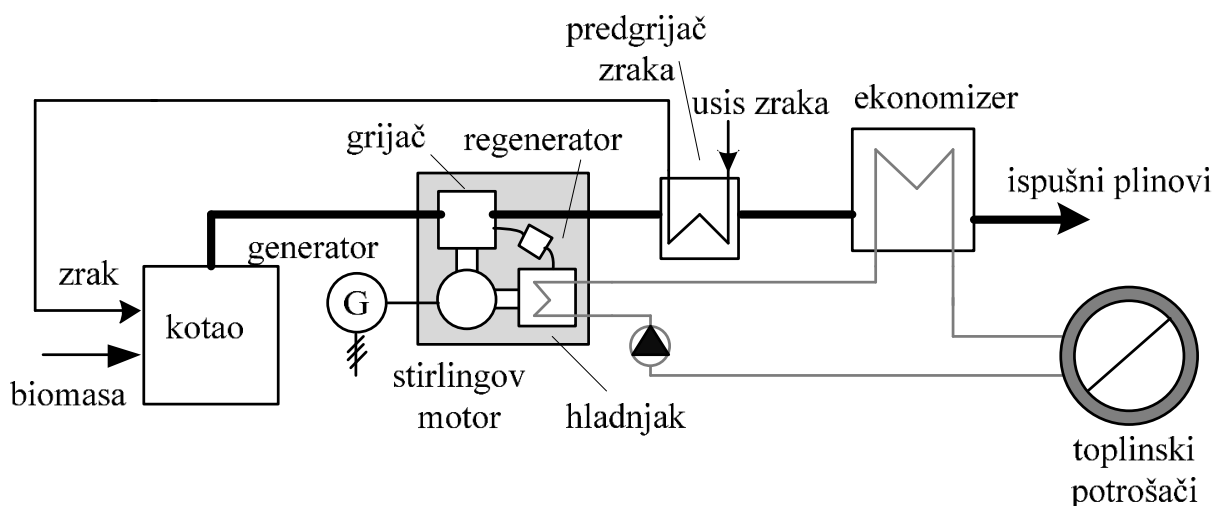 predgrijač
zraka
usis zraka
ekonomizer
grijač
regenerator
ispušni plinovi
generator
zrak
G
kotao
biomasa
stirlingov
motor
hladnjak
toplinski
potrošači